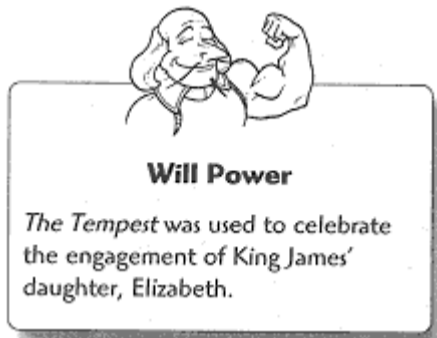 Will Power
The Tempest was used to celebrate
the engagement of King James’
daughter, Elizabeth.